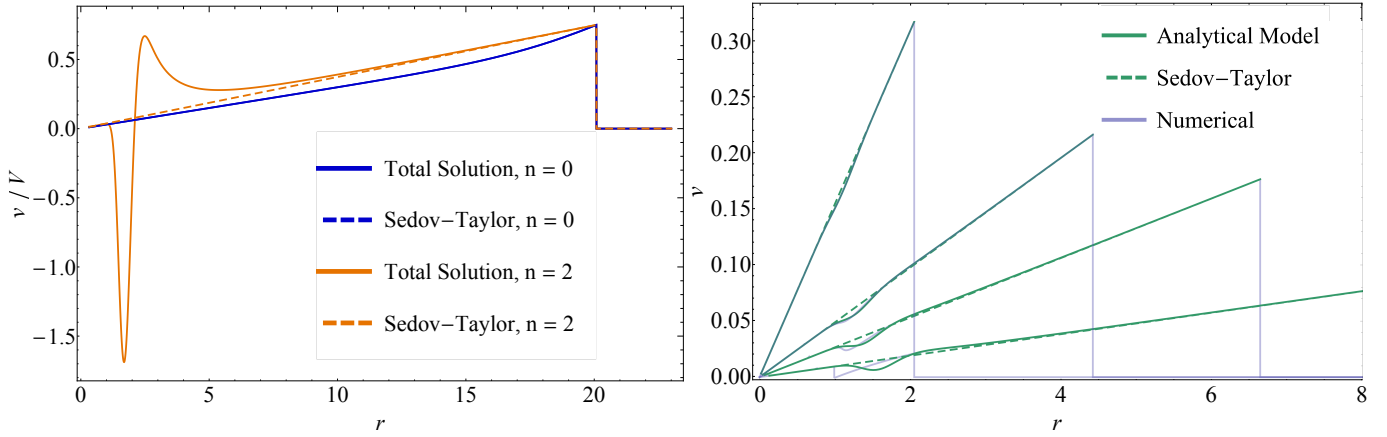 0.5
0.0
−0.5
−1.0
−1.5
v / V
0 5 10 15 20
r
Total Solution, n = 0
Sedov−Taylor, n = 0
Total Solution, n = 2
Sedov−Taylor, n = 2
0.30
0.25
0.20
0.15
0.10
0.05
0.00
v
0 2 4 6 8
r
Analytical Model
Sedov−Taylor
Numerical